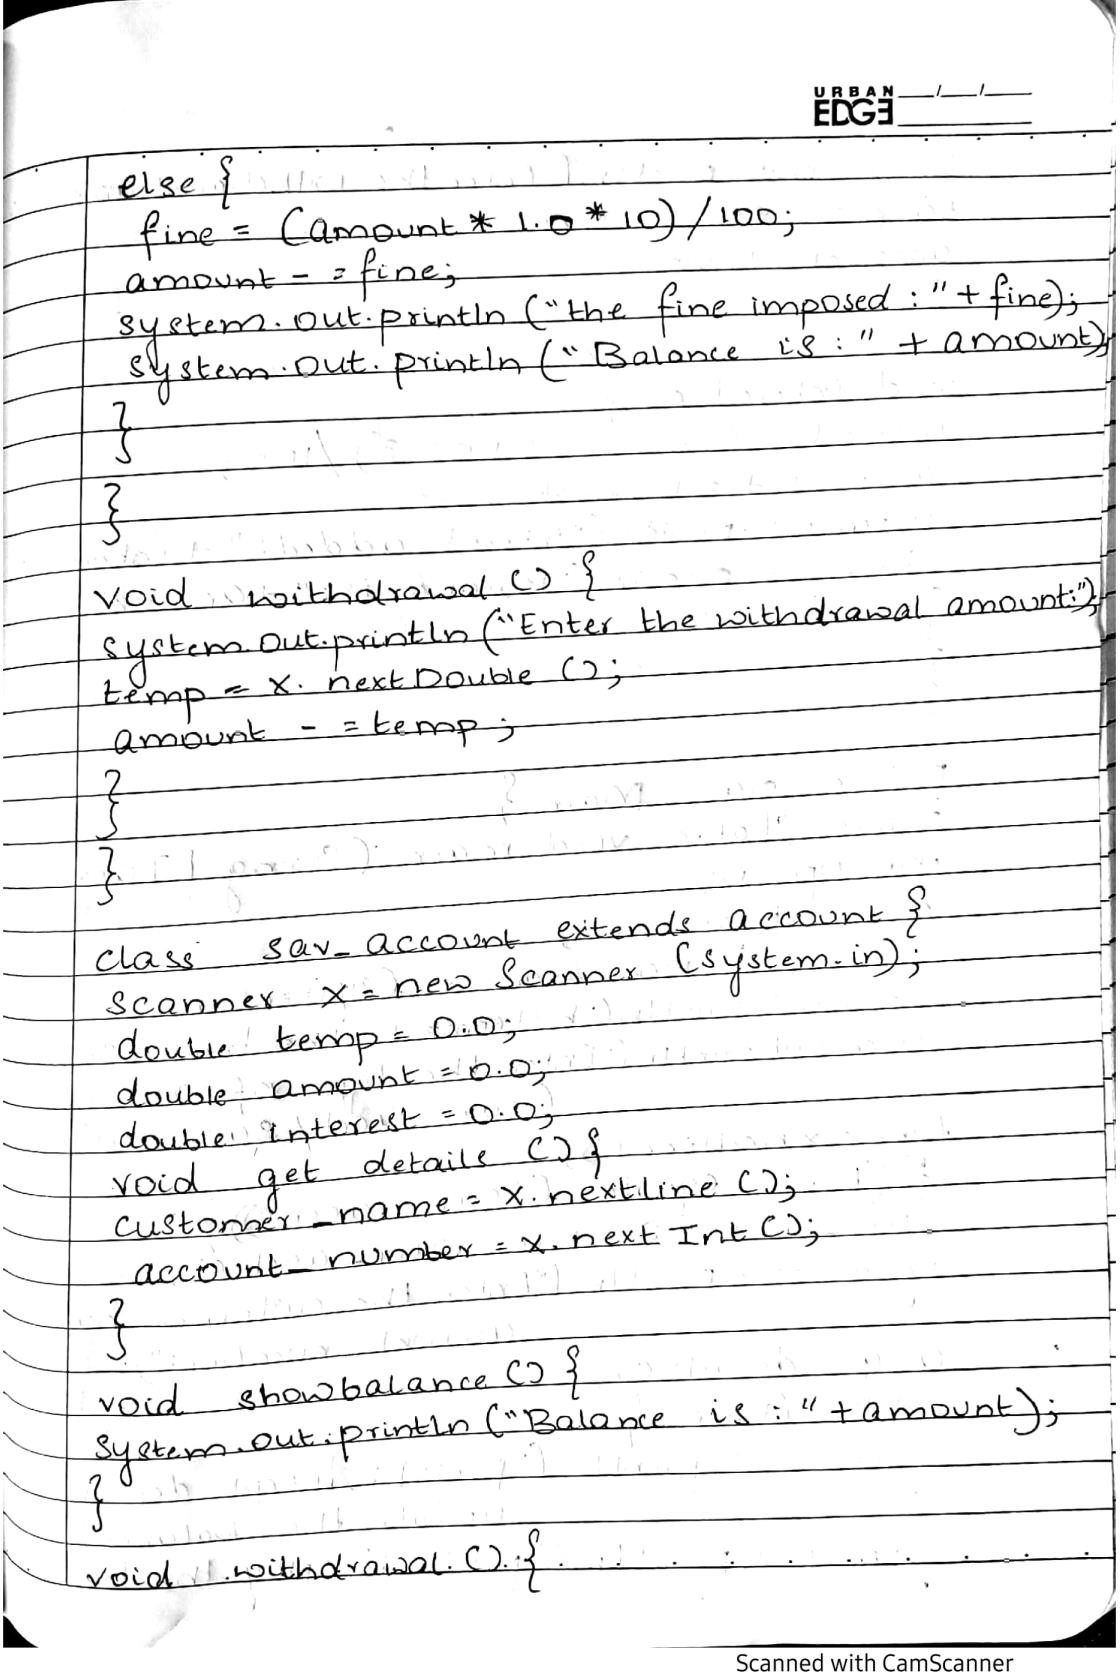 URBAN
EDGE
else {
fine = (amount * 1.0 * 10) / 100;
amount - = fine;
system.out.println ("the fine imposed : " + fine);
system.out.println ("Balance is : " + amount);
}
}
void withdrawal () {
system.out.println ("Enter the withdrawal amount:");
temp = x. nextDouble ();
amount - = temp;
}
}
class sav_account extends account {
scanner x = new Scanner (system.in);
double temp = 0.0;
double amount = 0.0;
double interest = 0.0;
void get details () {
customer_name = x.nextline ();
account_number = x.next Int ();
}
void showbalance () {
system.out.println ("Balance is : " + amount);
}
void withdrawal () {
Scanned with CamScanner